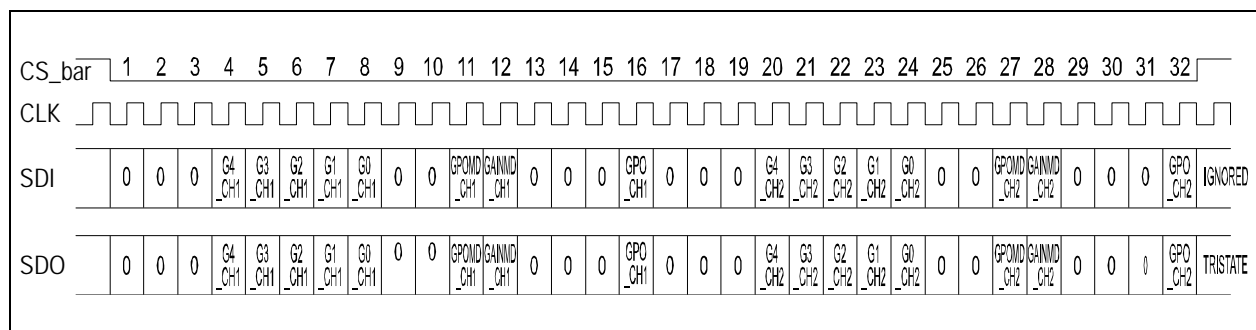 CS_bar 1 2 3 4 5 6 7 8 9 10 11 12 13 14 15 16 17 18 19 20 21 22 23 24 25 26 27 28 29 30 31 32
CLK
SDI 0 0 0 G4_CH1 G3_CH1 G2_CH1 G1_CH1 G0_CH1 0 0 GPOMD_CH1 GAINMD_CH1 0 0 0 GPO_CH1 0 0 0 G4_CH2 G3_CH2 G2_CH2 G1_CH2 G0_CH2 0 0 GPOMD_CH2 GAINMD_CH2 0 0 0 GPO_CH2 IGNORED
SDO 0 0 0 G4_CH1 G3_CH1 G2_CH1 G1_CH1 G0_CH1 0 0 GPOMD_CH1 GAINMD_CH1 0 0 0 GPO_CH1 0 0 0 G4_CH2 G3_CH2 G2_CH2 G1_CH2 G0_CH2 0 0 GPOMD_CH2 GAINMD_CH2 0 0 0 GPO_CH2 TRISTATE